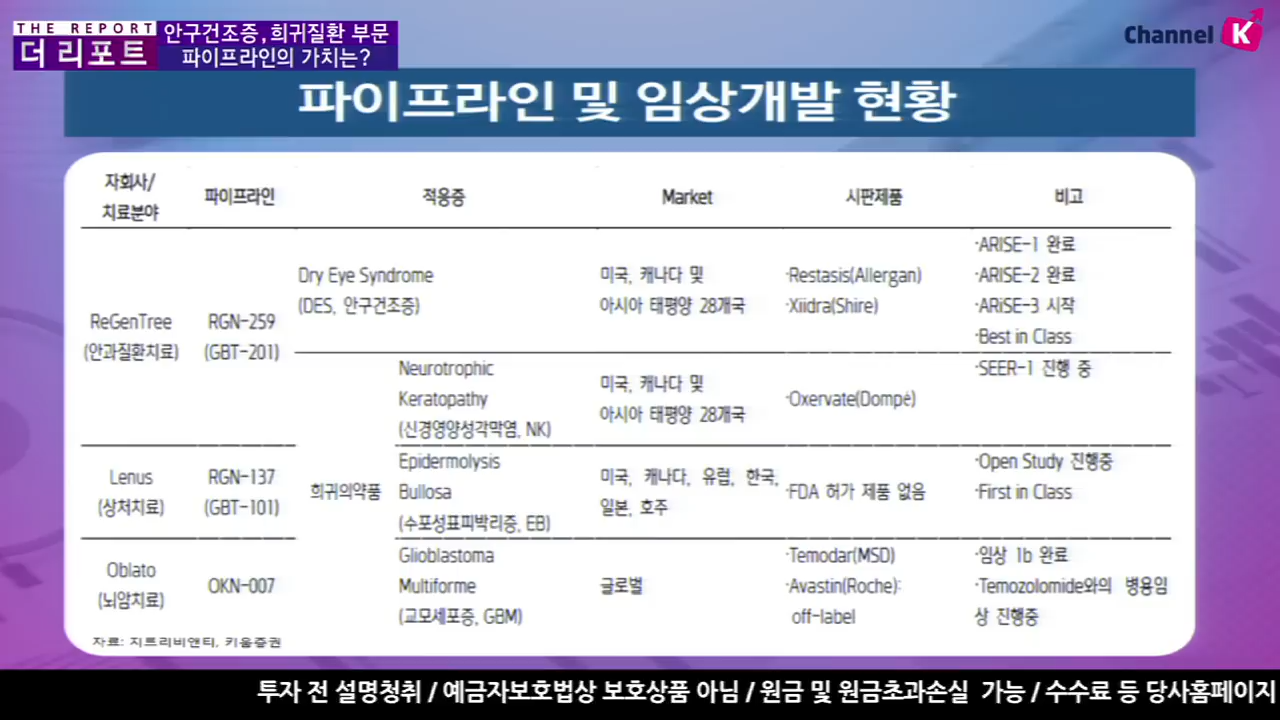 THE REPORT
더 리포트
안구건조증, 희귀질환 부문
파이프라인의 가치는?
Channel K
파이프라인 및 임상개발 현황
자회사/
치료분야
파이프라인
적응증
Market
시판제품
비고
ReGenTree
(안과질환치료)
RGN-259
(GBT-201)
Dry Eye Syndrome
(DES, 안구건조증)
미국, 캐나다 및
아시아 태평양 28개국
·Restasis(Allergan)
·Xiidra(Shire)
·ARISE-1 완료
·ARISE-2 완료
·ARiSE-3 시작
·Best in Class
희귀의약품
Neurotrophic
Keratopathy
(신경영양성각막염, NK)
미국, 캐나다 및
아시아 태평양 28개국
·Oxervate(Dompé)
·SEER-1 진행 중
Lenus
(상처치료)
RGN-137
(GBT-101)
Epidermolysis
Bullosa
(수포성표피박리증, EB)
미국, 캐나다, 유럽, 한국,
일본, 호주
·FDA 허가 제품 없음
·Open Study 진행중
·First in Class
Oblato
(뇌암치료)
OKN-007
Glioblastoma
Multiforme
(교모세포종, GBM)
글로벌
·Temodar(MSD)
·Avastin(Roche):
off-label
·임상 1b 완료
·Temozolomide와의 병용임
상 진행중
자료: 지트리비앤티, 키움증권
투자 전 설명청취 / 예금자보호법상 보호상품 아님 / 원금 및 원금초과손실 가능 / 수수료 등 당사홈페이지